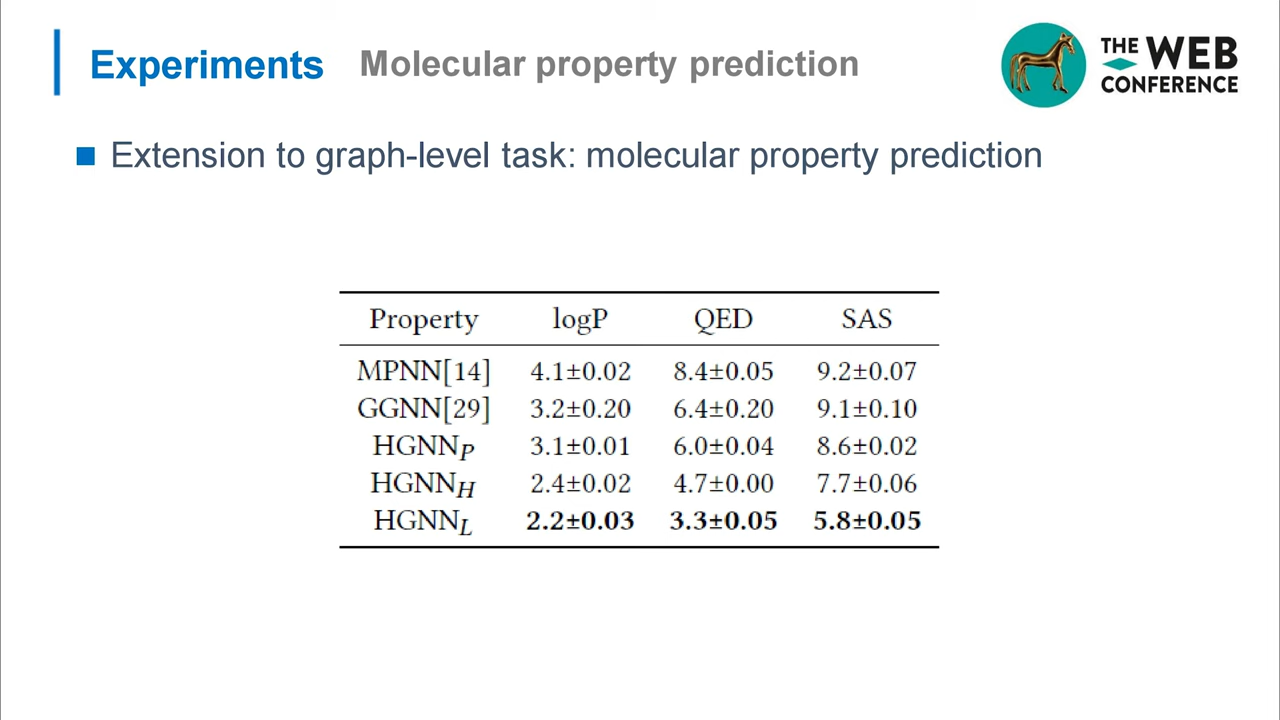 Experiments Molecular property prediction
THE WEB
CONFERENCE
Extension to graph-level task: molecular property prediction
Property logP QED SAS
MPNN[14] 4.1±0.02 8.4±0.05 9.2±0.07
GGNN[29] 3.2±0.20 6.4±0.20 9.1±0.10
HGNN_P 3.1±0.01 6.0±0.04 8.6±0.02
HGNN_H 2.4±0.02 4.7±0.00 7.7±0.06
HGNN_L 2.2±0.03 3.3±0.05 5.8±0.05